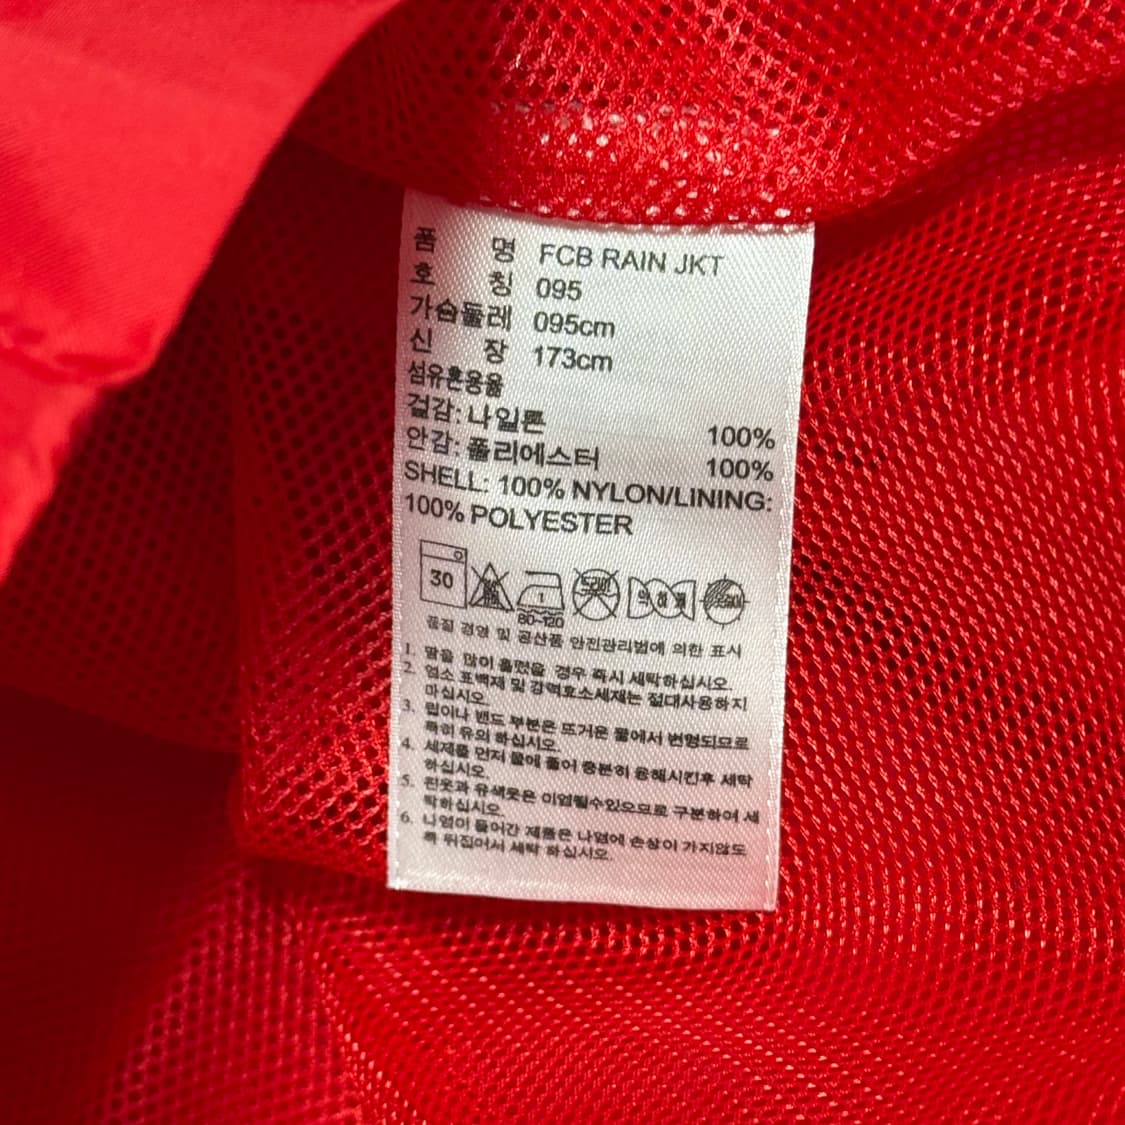 품 명 FCB RAIN JKT
호 칭 095
가슴둘레 095cm
신 장 173cm
섬유혼용율
겉감: 나일론 100%
안감: 폴리에스터 100%
SHELL: 100% NYLON/LINING:
100% POLYESTER
30 1 80~120 드라이
품질 경영 및 공산품 안전관리법에 의한 표시
1. 땀을 많이 흘렸을 경우 즉시 세탁하십시오.
2. 염소 표백제 및 강력효소세제는 절대사용하지
마십시오.
3. 립이나 밴드 부분은 뜨거운 물에서 변형되므로
특히 유의 하십시오.
4. 세제를 먼저 물에 풀어 충분히 용해시킨후 세탁
하십시오.
5. 흰옷과 유색옷은 이염될수있으므로 구분하여 세
탁하십시오.
6. 나염이 들어간 제품은 나염에 손상이 가지않도
록 뒤집어서 세탁 하십시오.